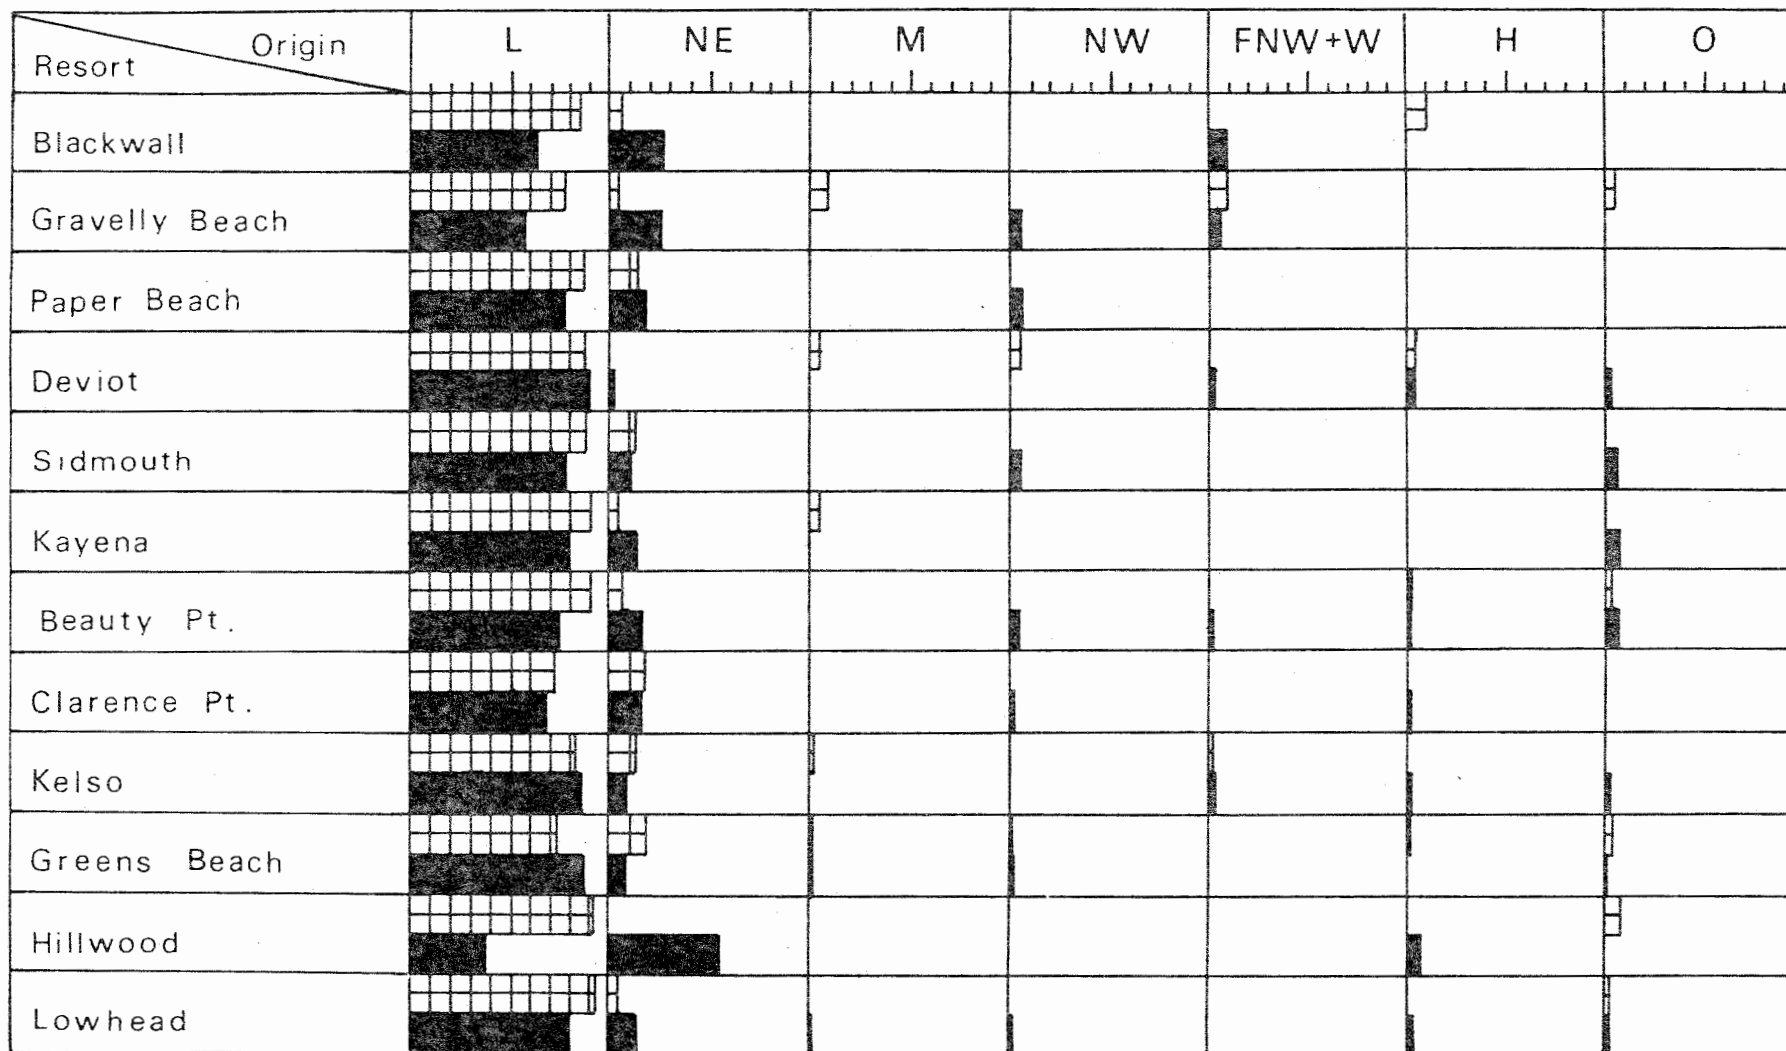 Origin L NE M NW FNW+W H O
Resort
Blackwall
Gravelly Beach
Paper Beach
Deviot
Sidmouth
Kayena
Beauty Pt.
Clarence Pt.
Kelso
Greens Beach
Hillwood
Lowhead